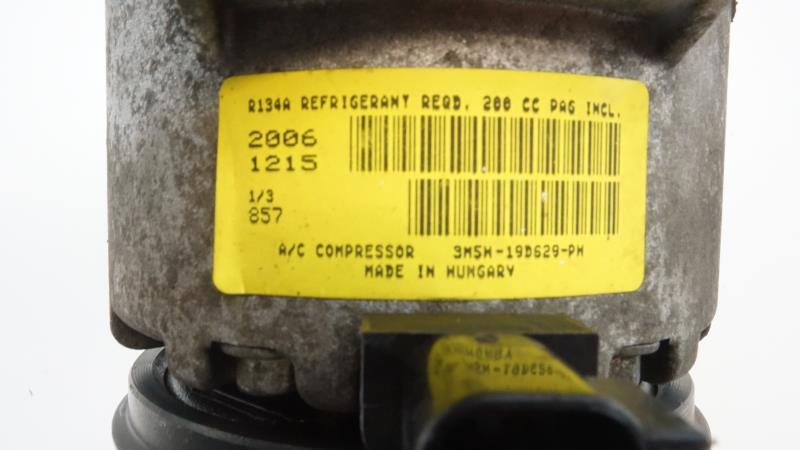 R134A REFRIGERANT REQD. 200 CC PAG INCL.
2006
1215
1/3
857
A/C COMPRESSOR 3M5H-19D629-PH
MADE IN HUNGARY